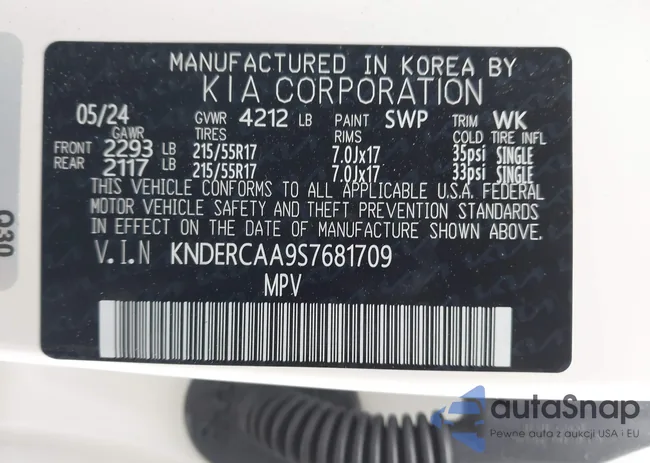 MANUFACTURED IN KOREA BY
KIA CORPORATION
05/24 GVWR 4212 LB PAINT SWP TRIM WK
GAWR TIRES RIMS COLD TIRE INFL
FRONT 2293 LB 215/55R17 7.0Jx17 35psi SINGLE
REAR 2117 LB 215/55R17 7.0Jx17 33psi SINGLE
THIS VEHICLE CONFORMS TO ALL APPLICABLE U.S.A. FEDERAL
MOTOR VEHICLE SAFETY AND THEFT PREVENTION STANDARDS
IN EFFECT ON THE DATE OF MANUFACTURE SHOWN ABOVE.
V.I.N KNDERCAA9S7681709
MPV
Q30
autoSnap
Pewne auto z aukcji USA i EU